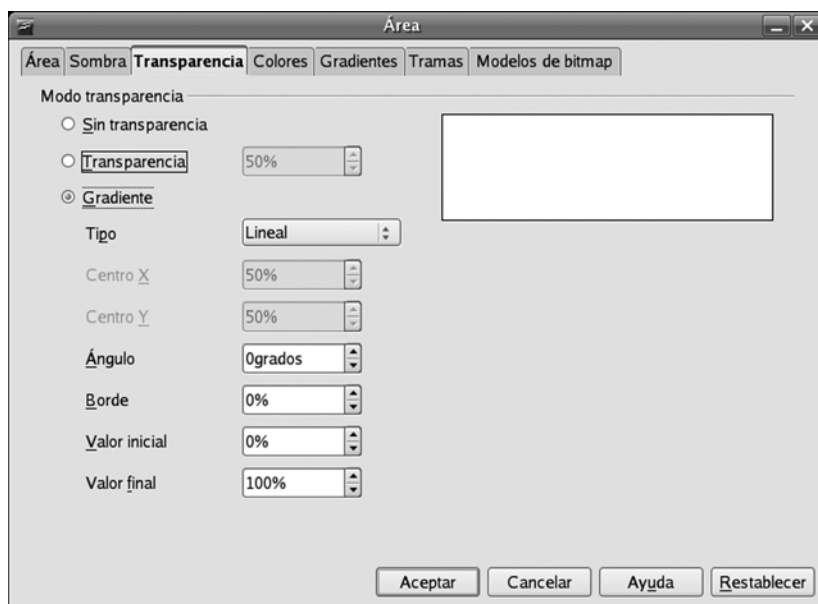 Área
Área Sombra Transparencia Colores Gradientes Tramas Modelos de bitmap
Modo transparencia
Sin transparencia
Transparencia 50%
Gradiente
Tipo Lineal
Centro X 50%
Centro Y 50%
Ángulo 0grados
Borde 0%
Valor inicial 0%
Valor final 100%
Aceptar Cancelar Ayuda Restablecer